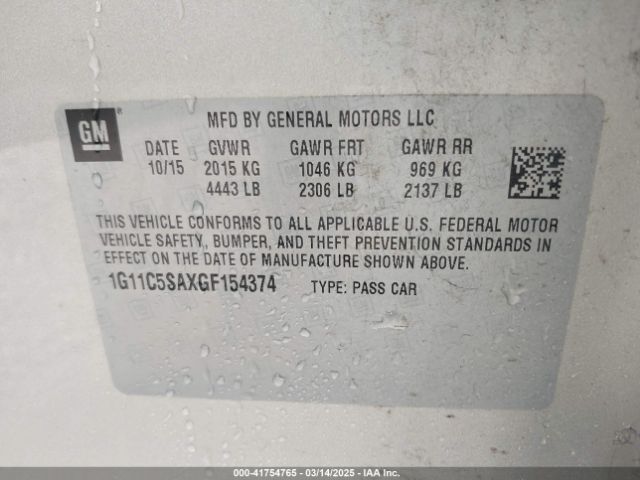 GM
MFD BY GENERAL MOTORS LLC
DATE GVWR GAWR FRT GAWR RR
10/15 2015 KG 1046 KG 969 KG
4443 LB 2306 LB 2137 LB
THIS VEHICLE CONFORMS TO ALL APPLICABLE U.S. FEDERAL MOTOR
VEHICLE SAFETY, BUMPER, AND THEFT PREVENTION STANDARDS IN
EFFECT ON THE DATE OF MANUFACTURE SHOWN ABOVE.
1G11C5SAXGF154374 TYPE: PASS CAR
000-41754765 - 03/14/2025 - IAA Inc.